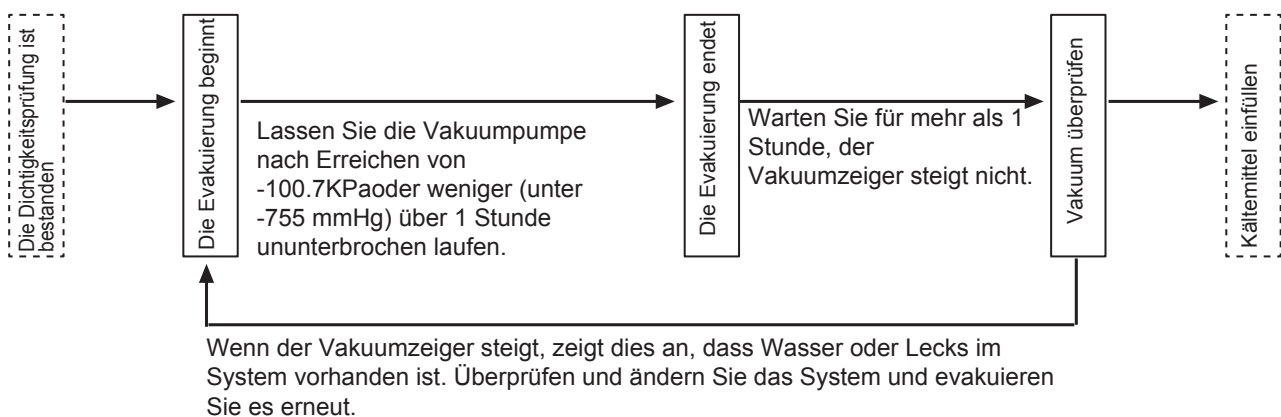 Die Dichtigkeitsprüfung ist
bestanden
Die Evakuierung beginnt
Lassen Sie die Vakuumpumpe
nach Erreichen von
-100.7KPaoder weniger (unter
-755 mmHg) über 1 Stunde
ununterbrochen laufen.
Die Evakuierung endet
Warten Sie für mehr als 1
Stunde, der
Vakuumzeiger steigt nicht.
Vakuum überprüfen
Kältemittel einfüllen
Wenn der Vakuumzeiger steigt, zeigt dies an, dass Wasser oder Lecks im
System vorhanden ist. Überprüfen und ändern Sie das System und evakuieren
Sie es erneut.